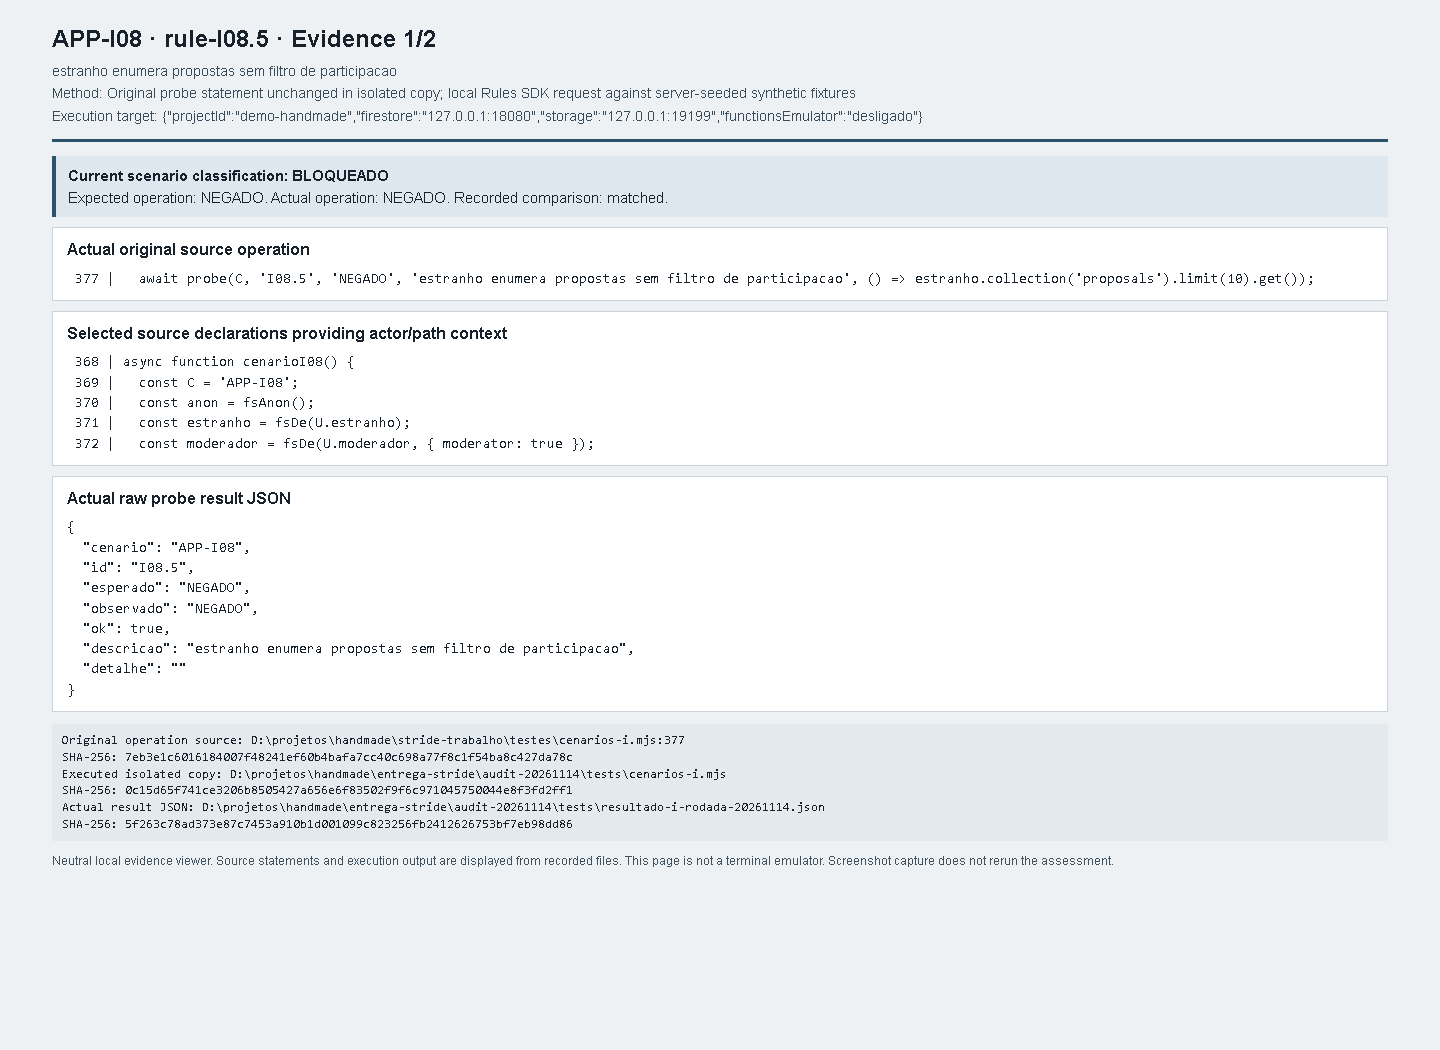 APP-I08 · rule-I08.5 · Evidence 1/2
estranho enumera propostas sem filtro de participacao
Method: Original probe statement unchanged in isolated copy; local Rules SDK request against server-seeded synthetic fixtures
Execution target: {"projectId":"demo-handmade","firestore":"127.0.0.1:18080","storage":"127.0.0.1:19199","functionsEmulator":"desligado"}
Current scenario classification: BLOQUEADO
Expected operation: NEGADO. Actual operation: NEGADO. Recorded comparison: matched.
Actual original source operation
377 |   await probe(C, 'I08.5', 'NEGADO', 'estranho enumera propostas sem filtro de participacao', () => estranho.collection('proposals').limit(10).get());
Selected source declarations providing actor/path context
368 | async function cenarioI08() {
369 |   const C = 'APP-I08';
370 |   const anon = fsAnon();
371 |   const estranho = fsDe(U.estranho);
372 |   const moderador = fsDe(U.moderador, { moderator: true });
Actual raw probe result JSON
{
  "cenario": "APP-I08",
  "id": "I08.5",
  "esperado": "NEGADO",
  "observado": "NEGADO",
  "ok": true,
  "descricao": "estranho enumera propostas sem filtro de participacao",
  "detalhe": ""
}
Original operation source: D:\projetos\handmade\stride-trabalho\testes\cenarios-i.mjs:377
SHA-256: 7eb3e1c6016184007f48241ef60b4bafa7cc40c698a77f8c1f54ba8c427da78c
Executed isolated copy: D:\projetos\handmade\entrega-stride\audit-20261114\tests\cenarios-i.mjs
SHA-256: 0c15d65f741ce3206b8505427a656e6f83502f9f6c971045750044e8f3fd2ff1
Actual result JSON: D:\projetos\handmade\entrega-stride\audit-20261114\tests\resultado-i-rodada-20261114.json
SHA-256: 5f263c78ad373e87c7453a910b1d001099c823256fb2412626753bf7eb98dd86
Neutral local evidence viewer. Source statements and execution output are displayed from recorded files. This page is not a terminal emulator. Screenshot capture does not rerun the assessment.